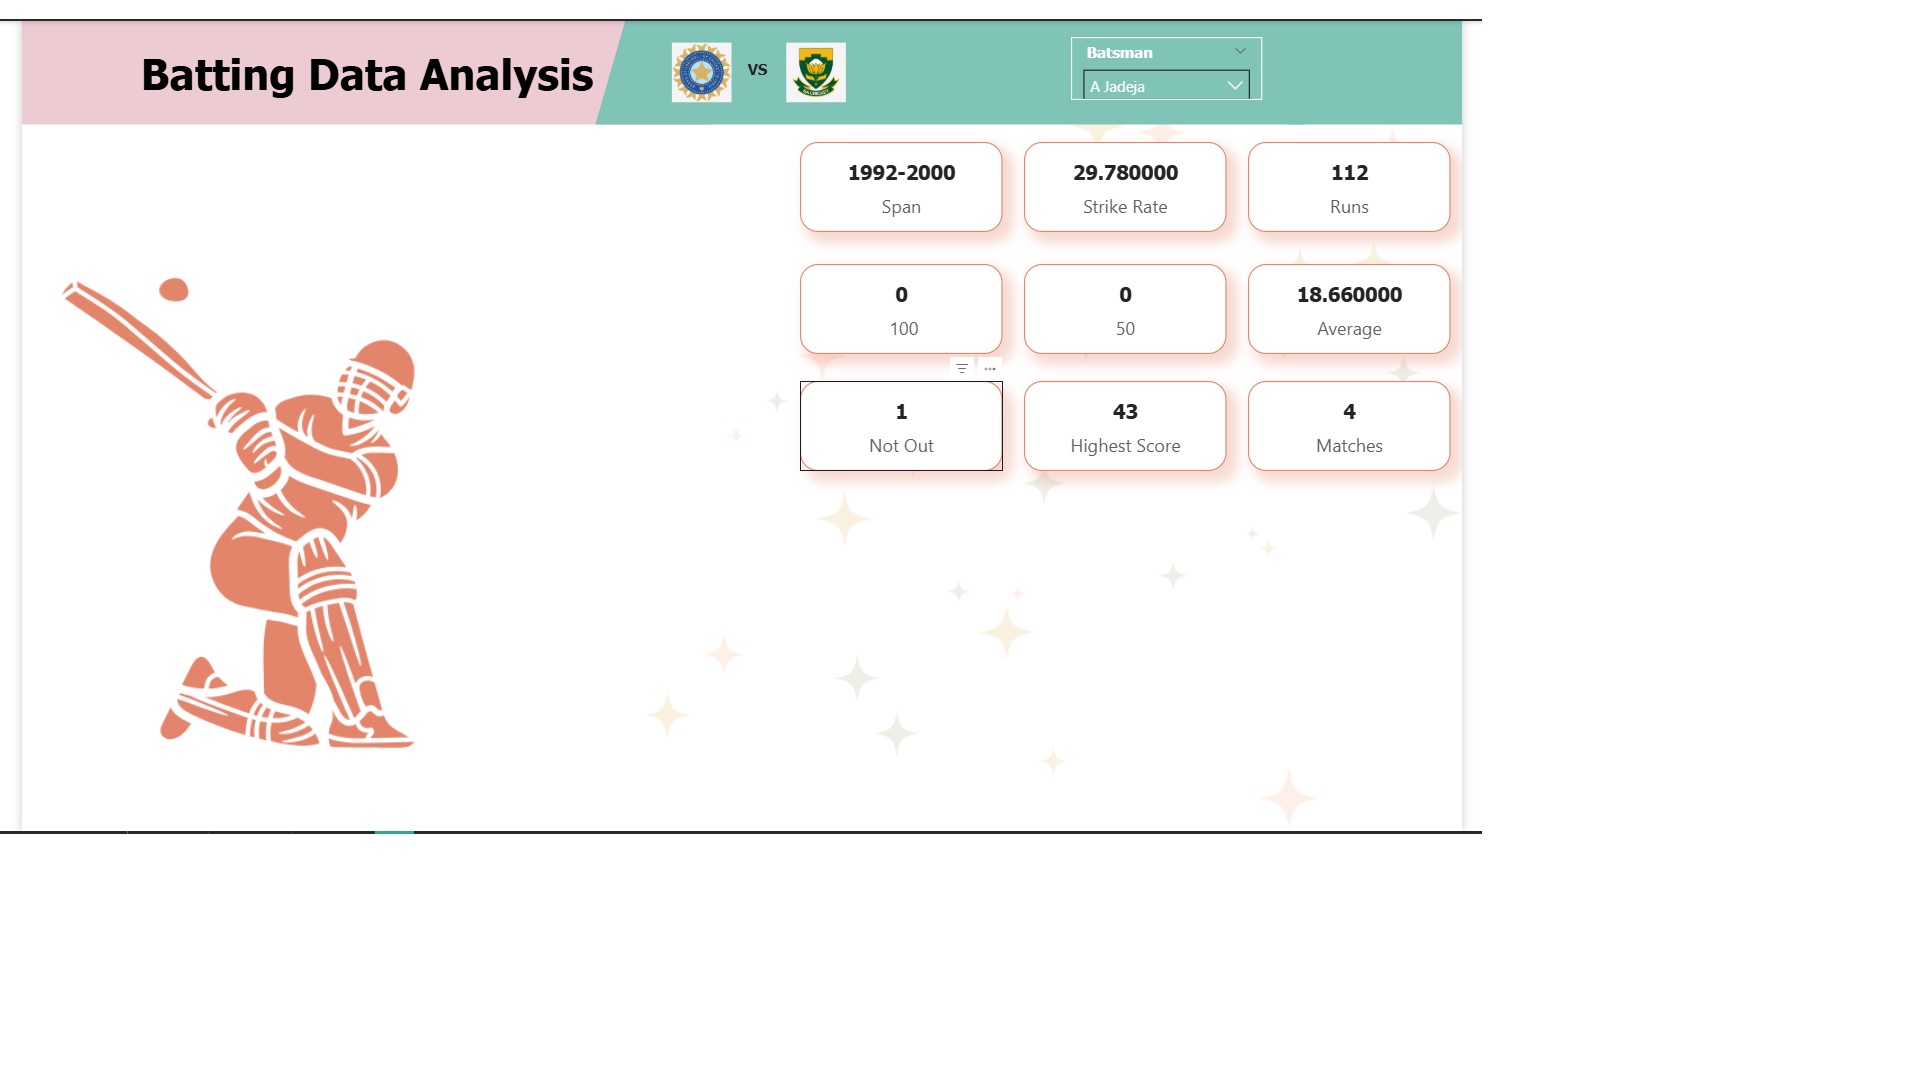 Batting Data Analysis
VS
Batsman
A Jadeja
1992-2000
Span
29.780000
Strike Rate
112
Runs
0
100
0
50
18.660000
Average
1
Not Out
43
Highest Score
4
Matches